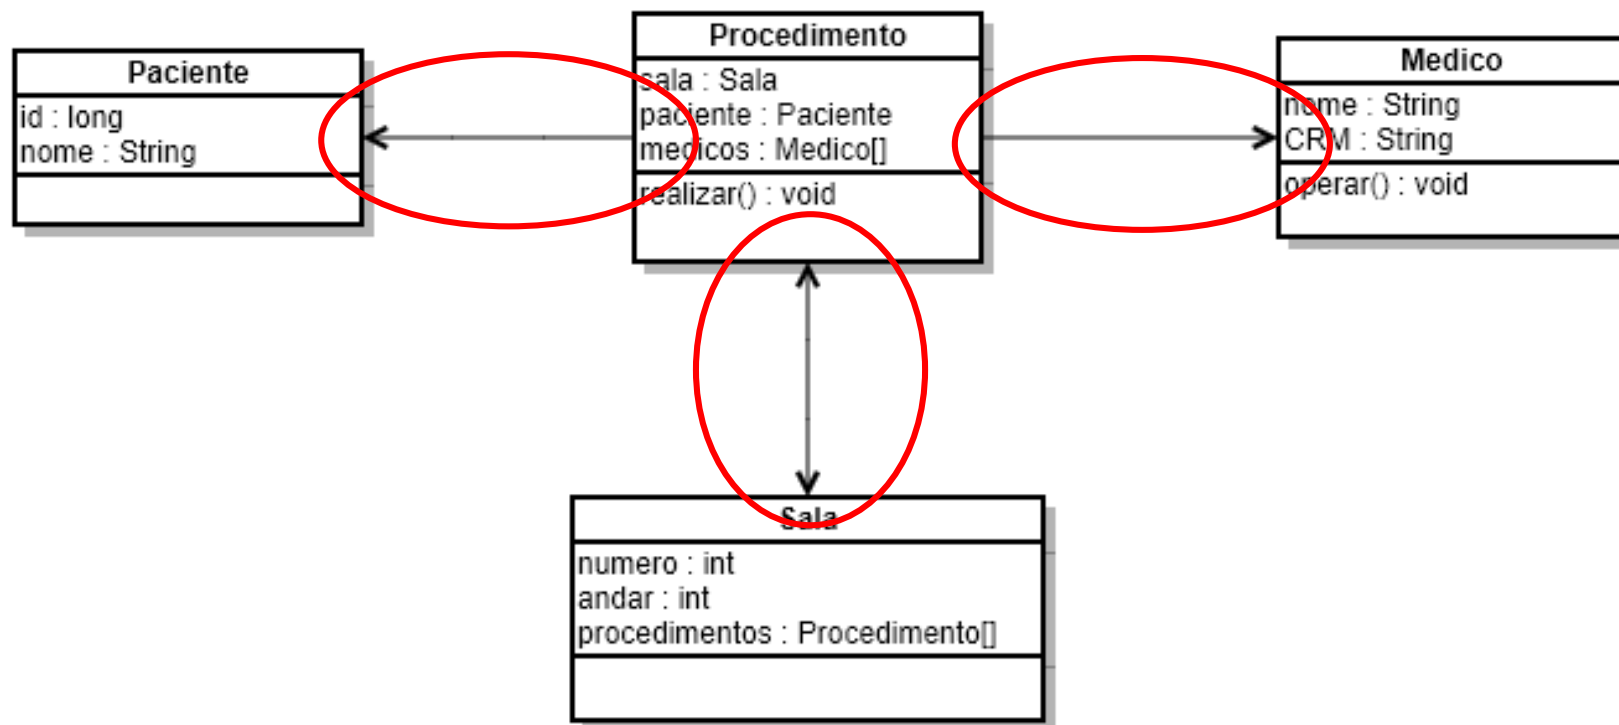 Paciente
id : long
nome : String
Procedimento
sala : Sala
paciente : Paciente
medicos : Medico[]
realizar() : void
Medico
nome : String
CRM : String
operar() : void
Sala
numero : int
andar : int
procedimentos : Procedimento[]